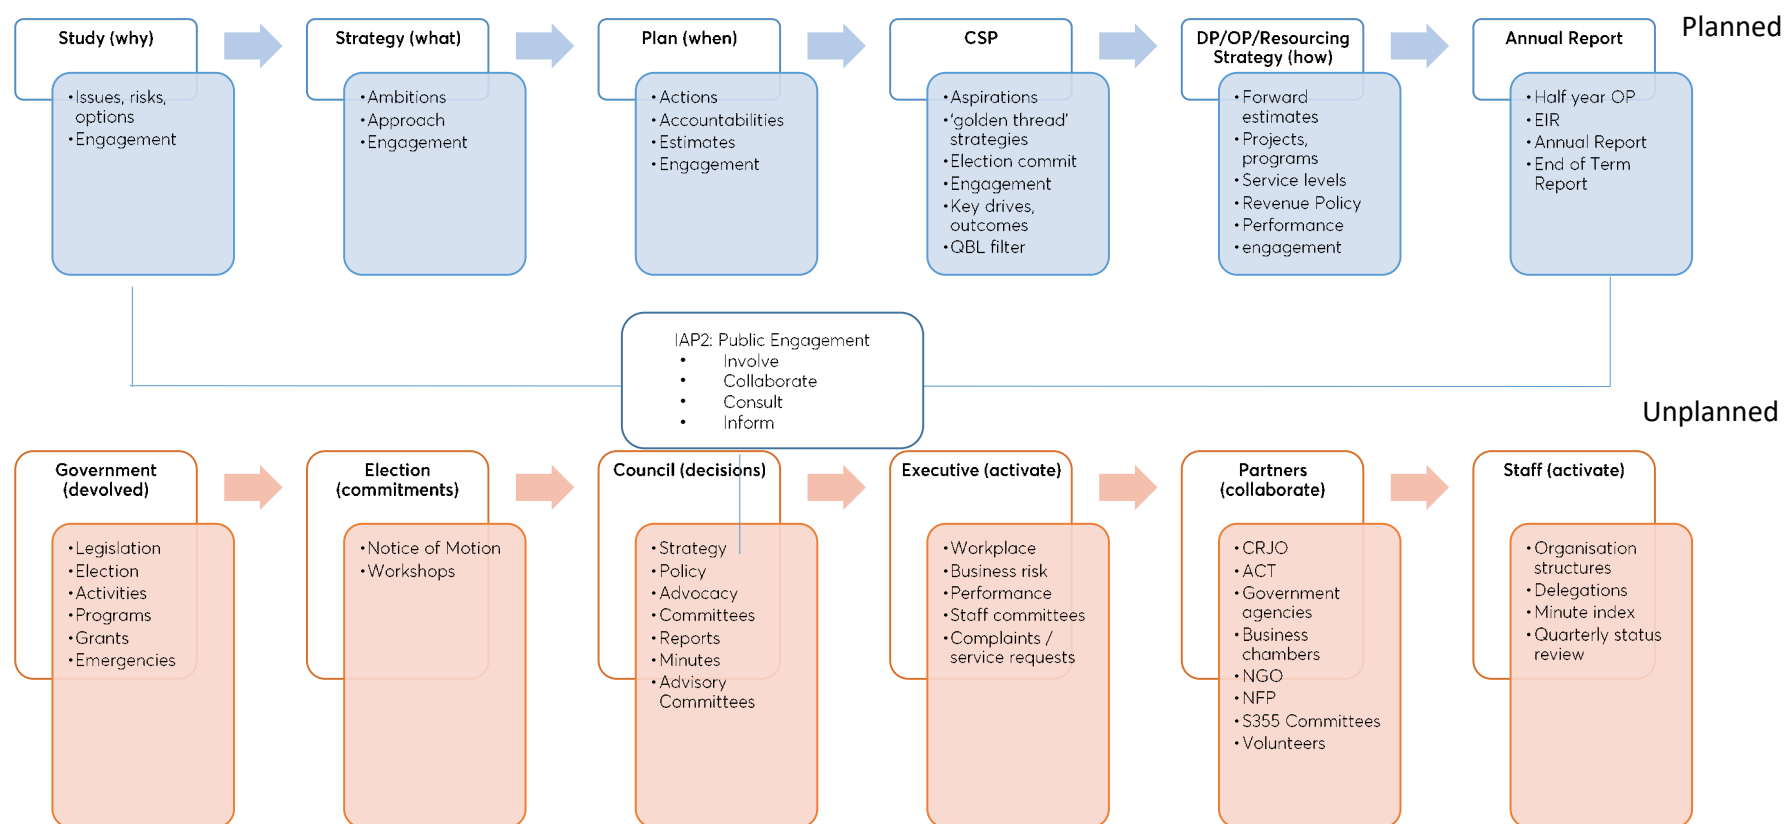 Planned
Study (why)
• Issues, risks,
options
• Engagement
Strategy (what)
• Ambitions
• Approach
• Engagement
Plan (when)
• Actions
• Accountabilities
• Estimates
• Engagement
CSP
• Aspirations
• 'golden thread'
strategies
• Election commit
• Engagement
• Key drives,
outcomes
• QBL filter
DP/OP/Resourcing
Strategy (how)
• Forward
estimates
• Projects,
programs
• Service levels
• Revenue Policy
• Performance
• engagement
Annual Report
• Half year OP
• EIR
• Annual Report
• End of Term
Report
IAP2: Public Engagement
• Involve
• Collaborate
• Consult
• Inform
Unplanned
Government
(devolved)
• Legislation
• Election
• Activities
• Programs
• Grants
• Emergencies
Election
(commitments)
• Notice of Motion
• Workshops
Council (decisions)
• Strategy
• Policy
• Advocacy
• Committees
• Reports
• Minutes
• Advisory
Committees
Executive (activate)
• Workplace
• Business risk
• Performance
• Staff committees
• Complaints /
service requests
Partners
(collaborate)
• CRJO
• ACT
• Government
agencies
• Business
chambers
• NGO
• NFP
• S355 Committees
• Volunteers
Staff (activate)
• Organisation
structures
• Delegations
• Minute index
• Quarterly status
review